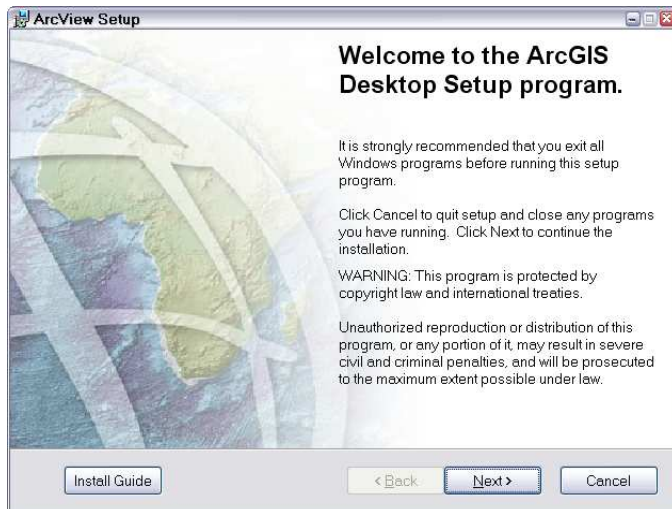 ArcView Setup
Welcome to the ArcGIS
Desktop Setup program.
It is strongly recommended that you exit all
Windows programs before running this setup
program.
Click Cancel to quit setup and close any programs
you have running. Click Next to continue the
installation.
WARNING: This program is protected by
copyright law and international treaties.
Unauthorized reproduction or distribution of this
program, or any portion of it, may result in severe
civil and criminal penalties, and will be prosecuted
to the maximum extent possible under law.
Install Guide
< Back
Next >
Cancel